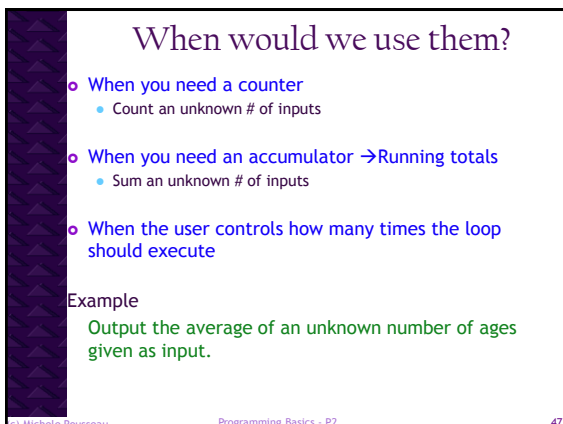 When would we use them?
When you need a counter
Count an unknown # of inputs
When you need an accumulator →Running totals
Sum an unknown # of inputs
When the user controls how many times the loop
should execute
Example
Output the average of an unknown number of ages
given as input.
(c) Michele Rousseau Programming Basics - P2 47